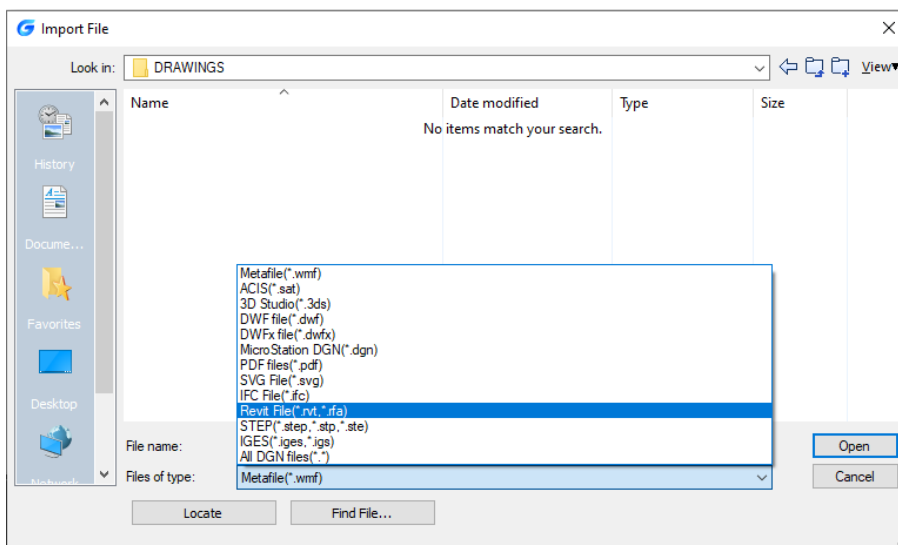 Import File
Look in: DRAWINGS View
Name Date modified Type Size
No items match your search.
History
Docume...
Favorites
Desktop
Network
Metafile(*.wmf)
ACIS(*.sat)
3D Studio(*.3ds)
DWF file(*.dwf)
DWFx file(*.dwfx)
MicroStation DGN(*.dgn)
PDF files(*.pdf)
SVG File(*.svg)
IFC File(*.ifc)
Revit File(*.rvt,*.rfa)
STEP(*.step,*.stp,*.ste)
IGES(*.iges,*.igs)
All DGN files(*.*)
File name: Open
Files of type: Metafile(*.wmf) Cancel
Locate Find File...